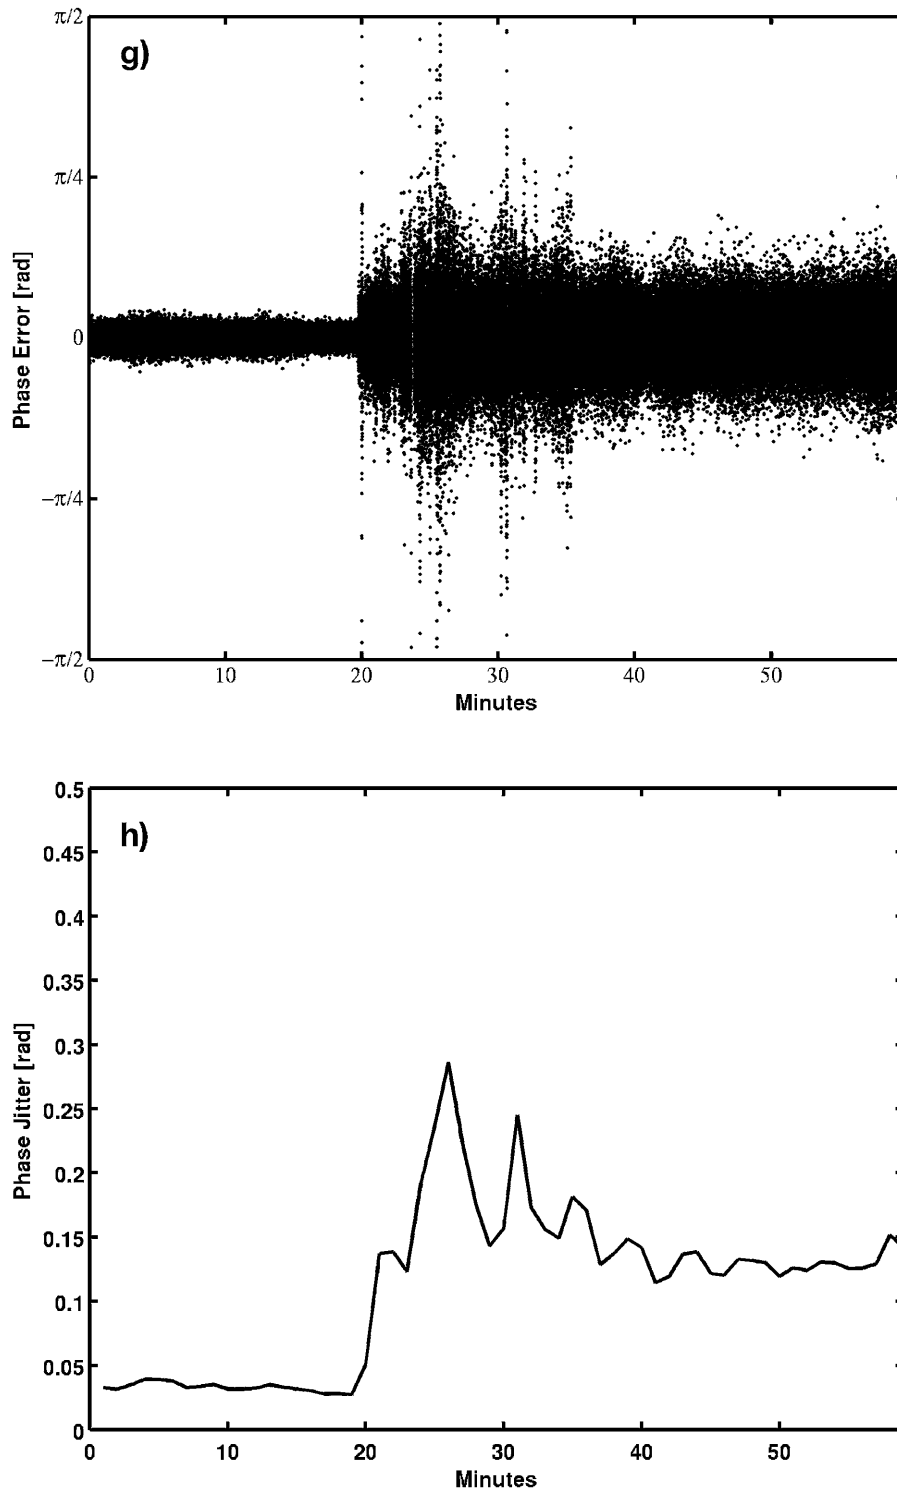 g)
π/2
π/4
0
−π/4
−π/2
Phase Error [rad]
0 10 20 30 40 50
Minutes
h)
0.5
0.45
0.4
0.35
0.3
0.25
0.2
0.15
0.1
0.05
0
Phase Jitter [rad]
0 10 20 30 40 50
Minutes